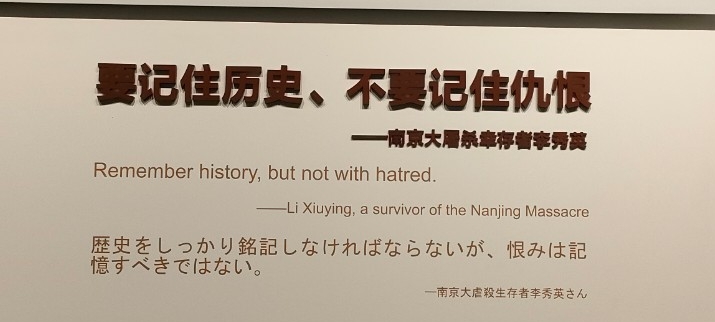 要记住历史、不要记住仇恨
——南京大屠杀幸存者李秀英
Remember history, but not with hatred.
——Li Xiuying, a survivor of the Nanjing Massacre
歴史をしっかり銘記しなければならないが、恨みは記
憶すべきではない。
—南京大虐殺生存者李秀英さん